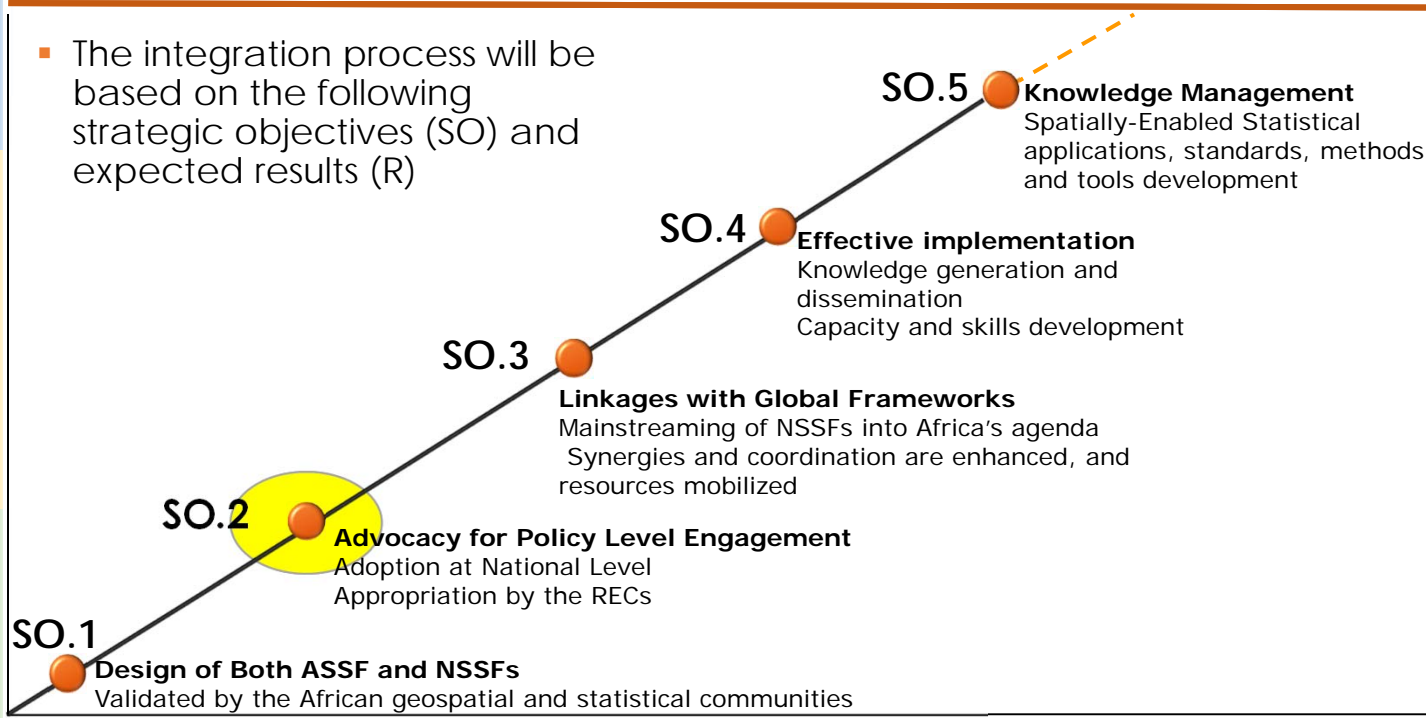 ▪ The integration process will be
based on the following
strategic objectives (SO) and
expected results (R)
SO.5
Knowledge Management
Spatially-Enabled Statistical
applications, standards, methods
and tools development
SO.4
Effective implementation
Knowledge generation and
dissemination
Capacity and skills development
SO.3
Linkages with Global Frameworks
Mainstreaming of NSSFs into Africa’s agenda
Synergies and coordination are enhanced, and
resources mobilized
SO.2
Advocacy for Policy Level Engagement
Adoption at National Level
Appropriation by the RECs
SO.1
Design of Both ASSF and NSSFs
Validated by the African geospatial and statistical communities